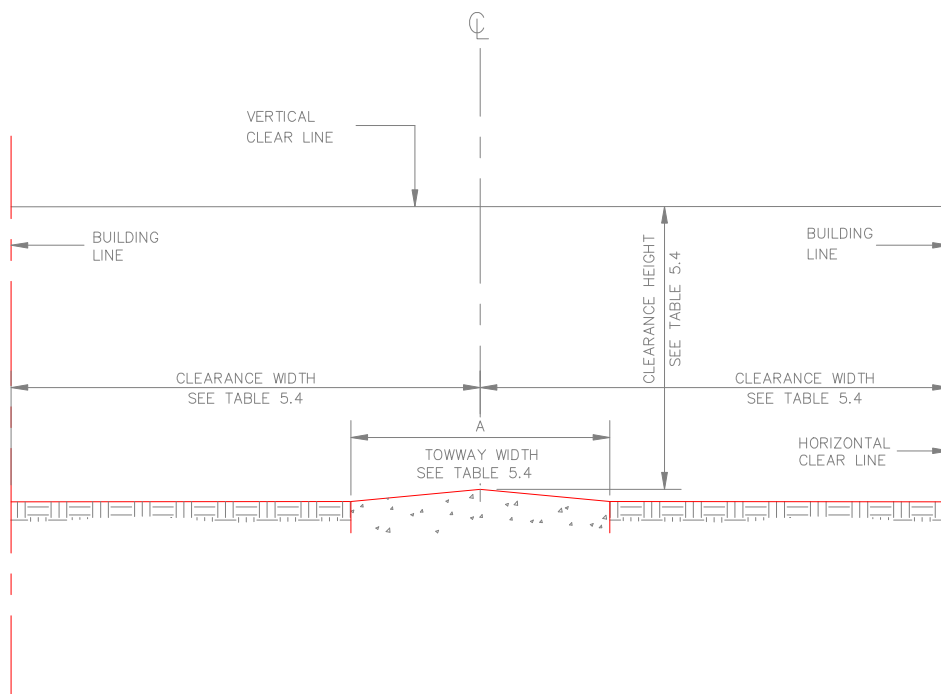 ℄
VERTICAL
CLEAR LINE
BUILDING
LINE
BUILDING
LINE
CLEARANCE HEIGHT
SEE TABLE 5.4
CLEARANCE WIDTH
SEE TABLE 5.4
CLEARANCE WIDTH
SEE TABLE 5.4
A
TOWWAY WIDTH
SEE TABLE 5.4
HORIZONTAL
CLEAR LINE